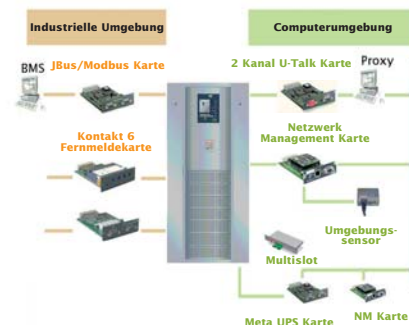 Industrielle Umgebung
Computerumgebung
BMS
JBus/Modbus Karte
2 Kanal U-Talk Karte
Proxy
Kontakt 6
Fernmeldekarte
Netzwerk
Management Karte
Umgebungs-
sensor
Multislot
Meta UPS Karte
NM Karte